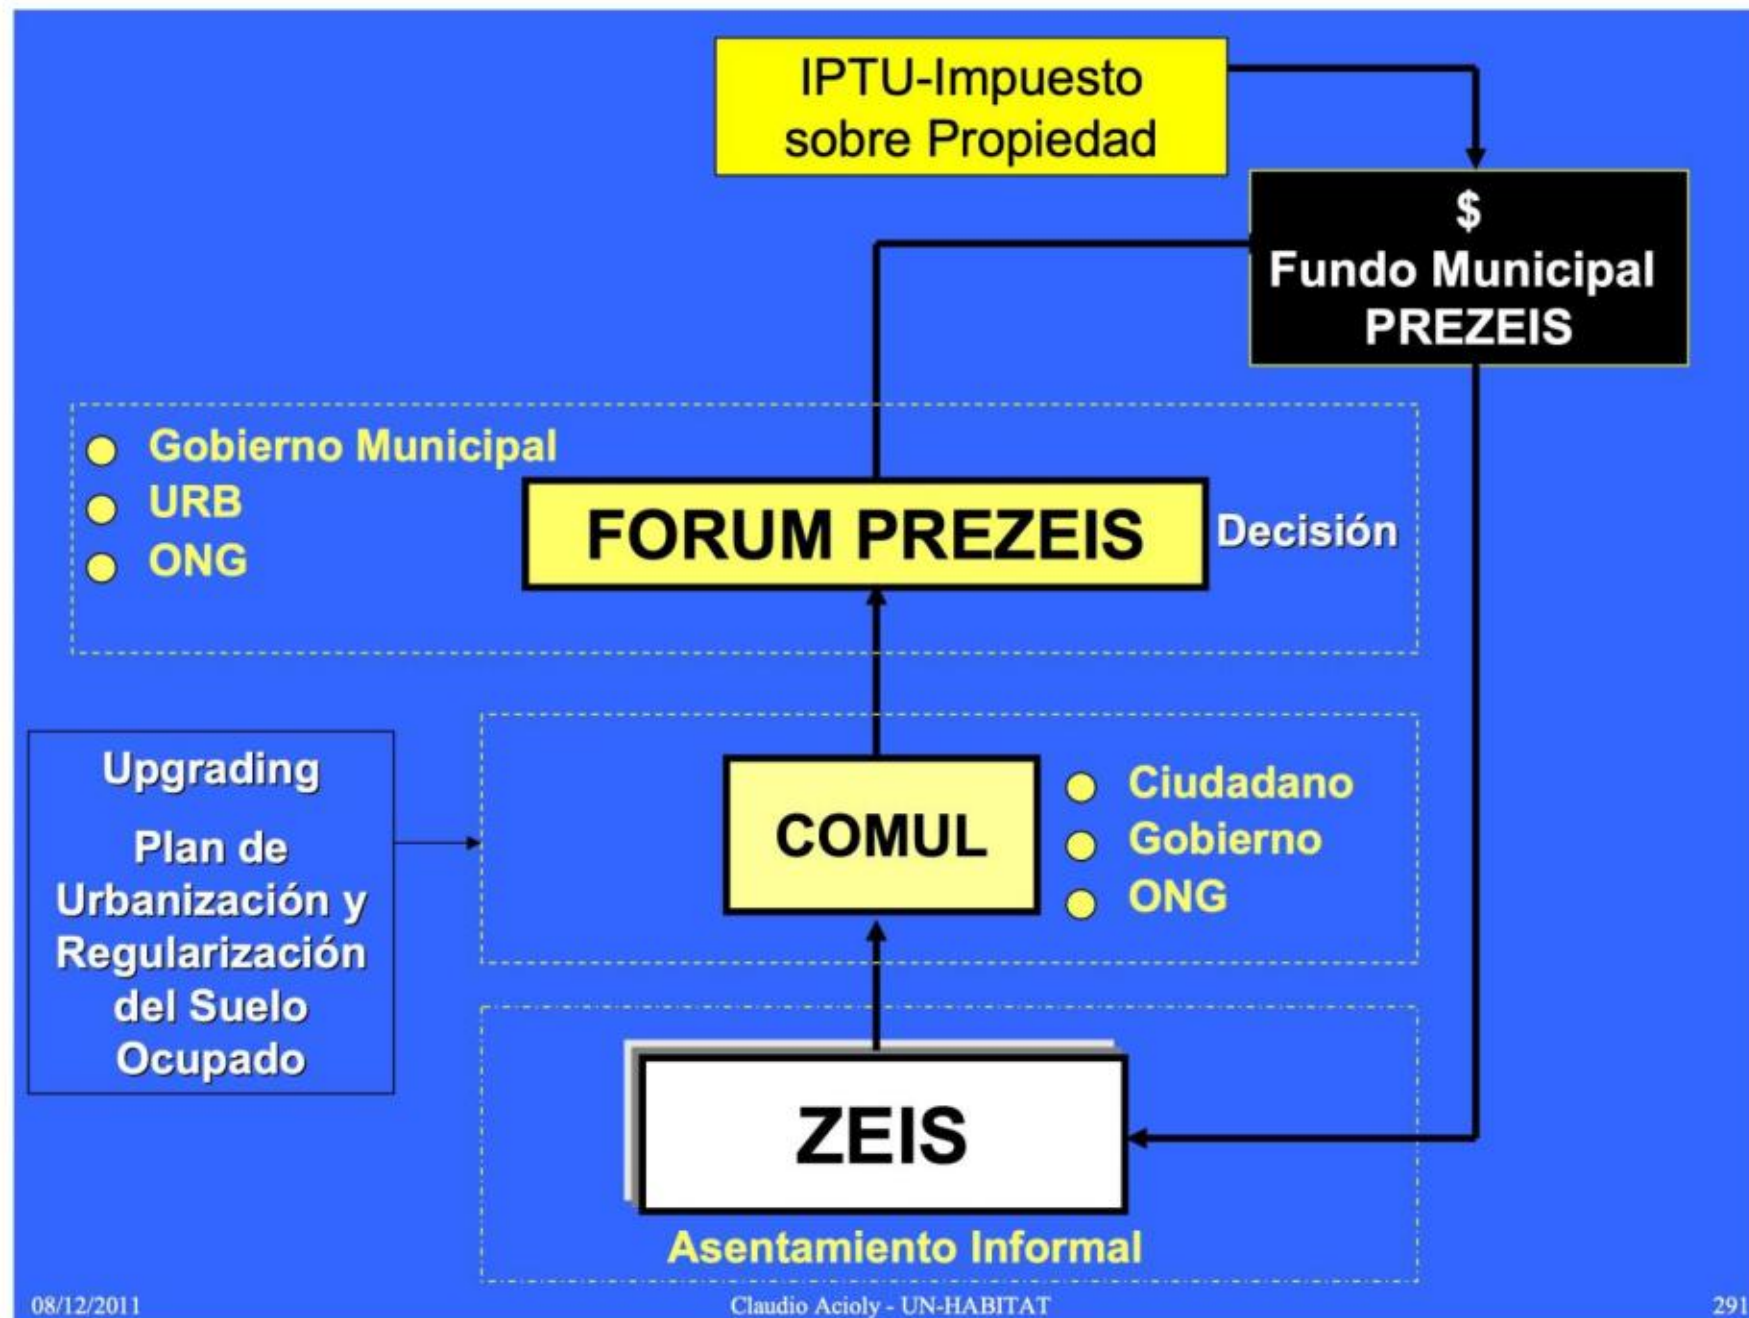 IPTU-Impuesto
sobre Propiedad
$
Fundo Municipal
PREZEIS
Gobierno Municipal
URB
ONG
FORUM PREZEIS
Decisión
Upgrading
Plan de
Urbanización y
Regularización
del Suelo
Ocupado
COMUL
Ciudadano
Gobierno
ONG
ZEIS
Asentamiento Informal
08/12/2011
Claudio Acioly - UN-HABITAT
291